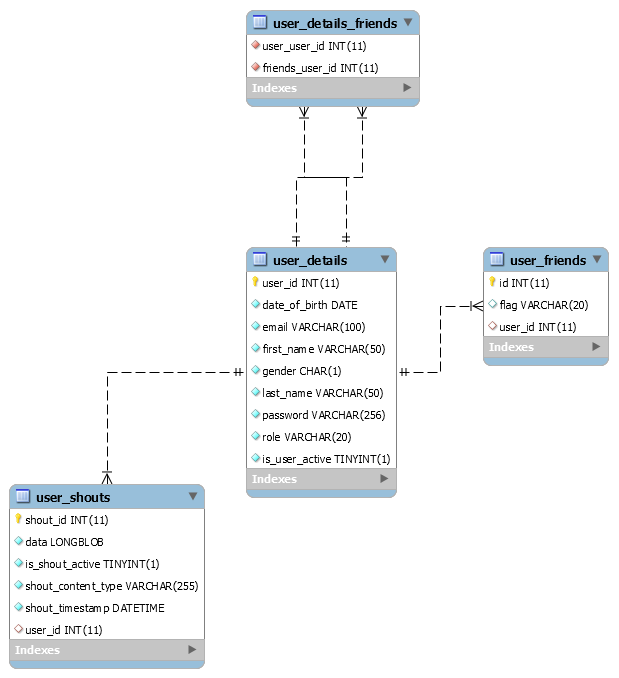 user_details_friends
user_user_id INT(11)
friends_user_id INT(11)
Indexes
user_details
user_id INT(11)
date_of_birth DATE
email VARCHAR(100)
first_name VARCHAR(50)
gender CHAR(1)
last_name VARCHAR(50)
password VARCHAR(256)
role VARCHAR(20)
is_user_active TINYINT(1)
Indexes
user_friends
id INT(11)
flag VARCHAR(20)
user_id INT(11)
Indexes
user_shouts
shout_id INT(11)
data LONGBLOB
is_shout_active TINYINT(1)
shout_content_type VARCHAR(255)
shout_timestamp DATETIME
user_id INT(11)
Indexes